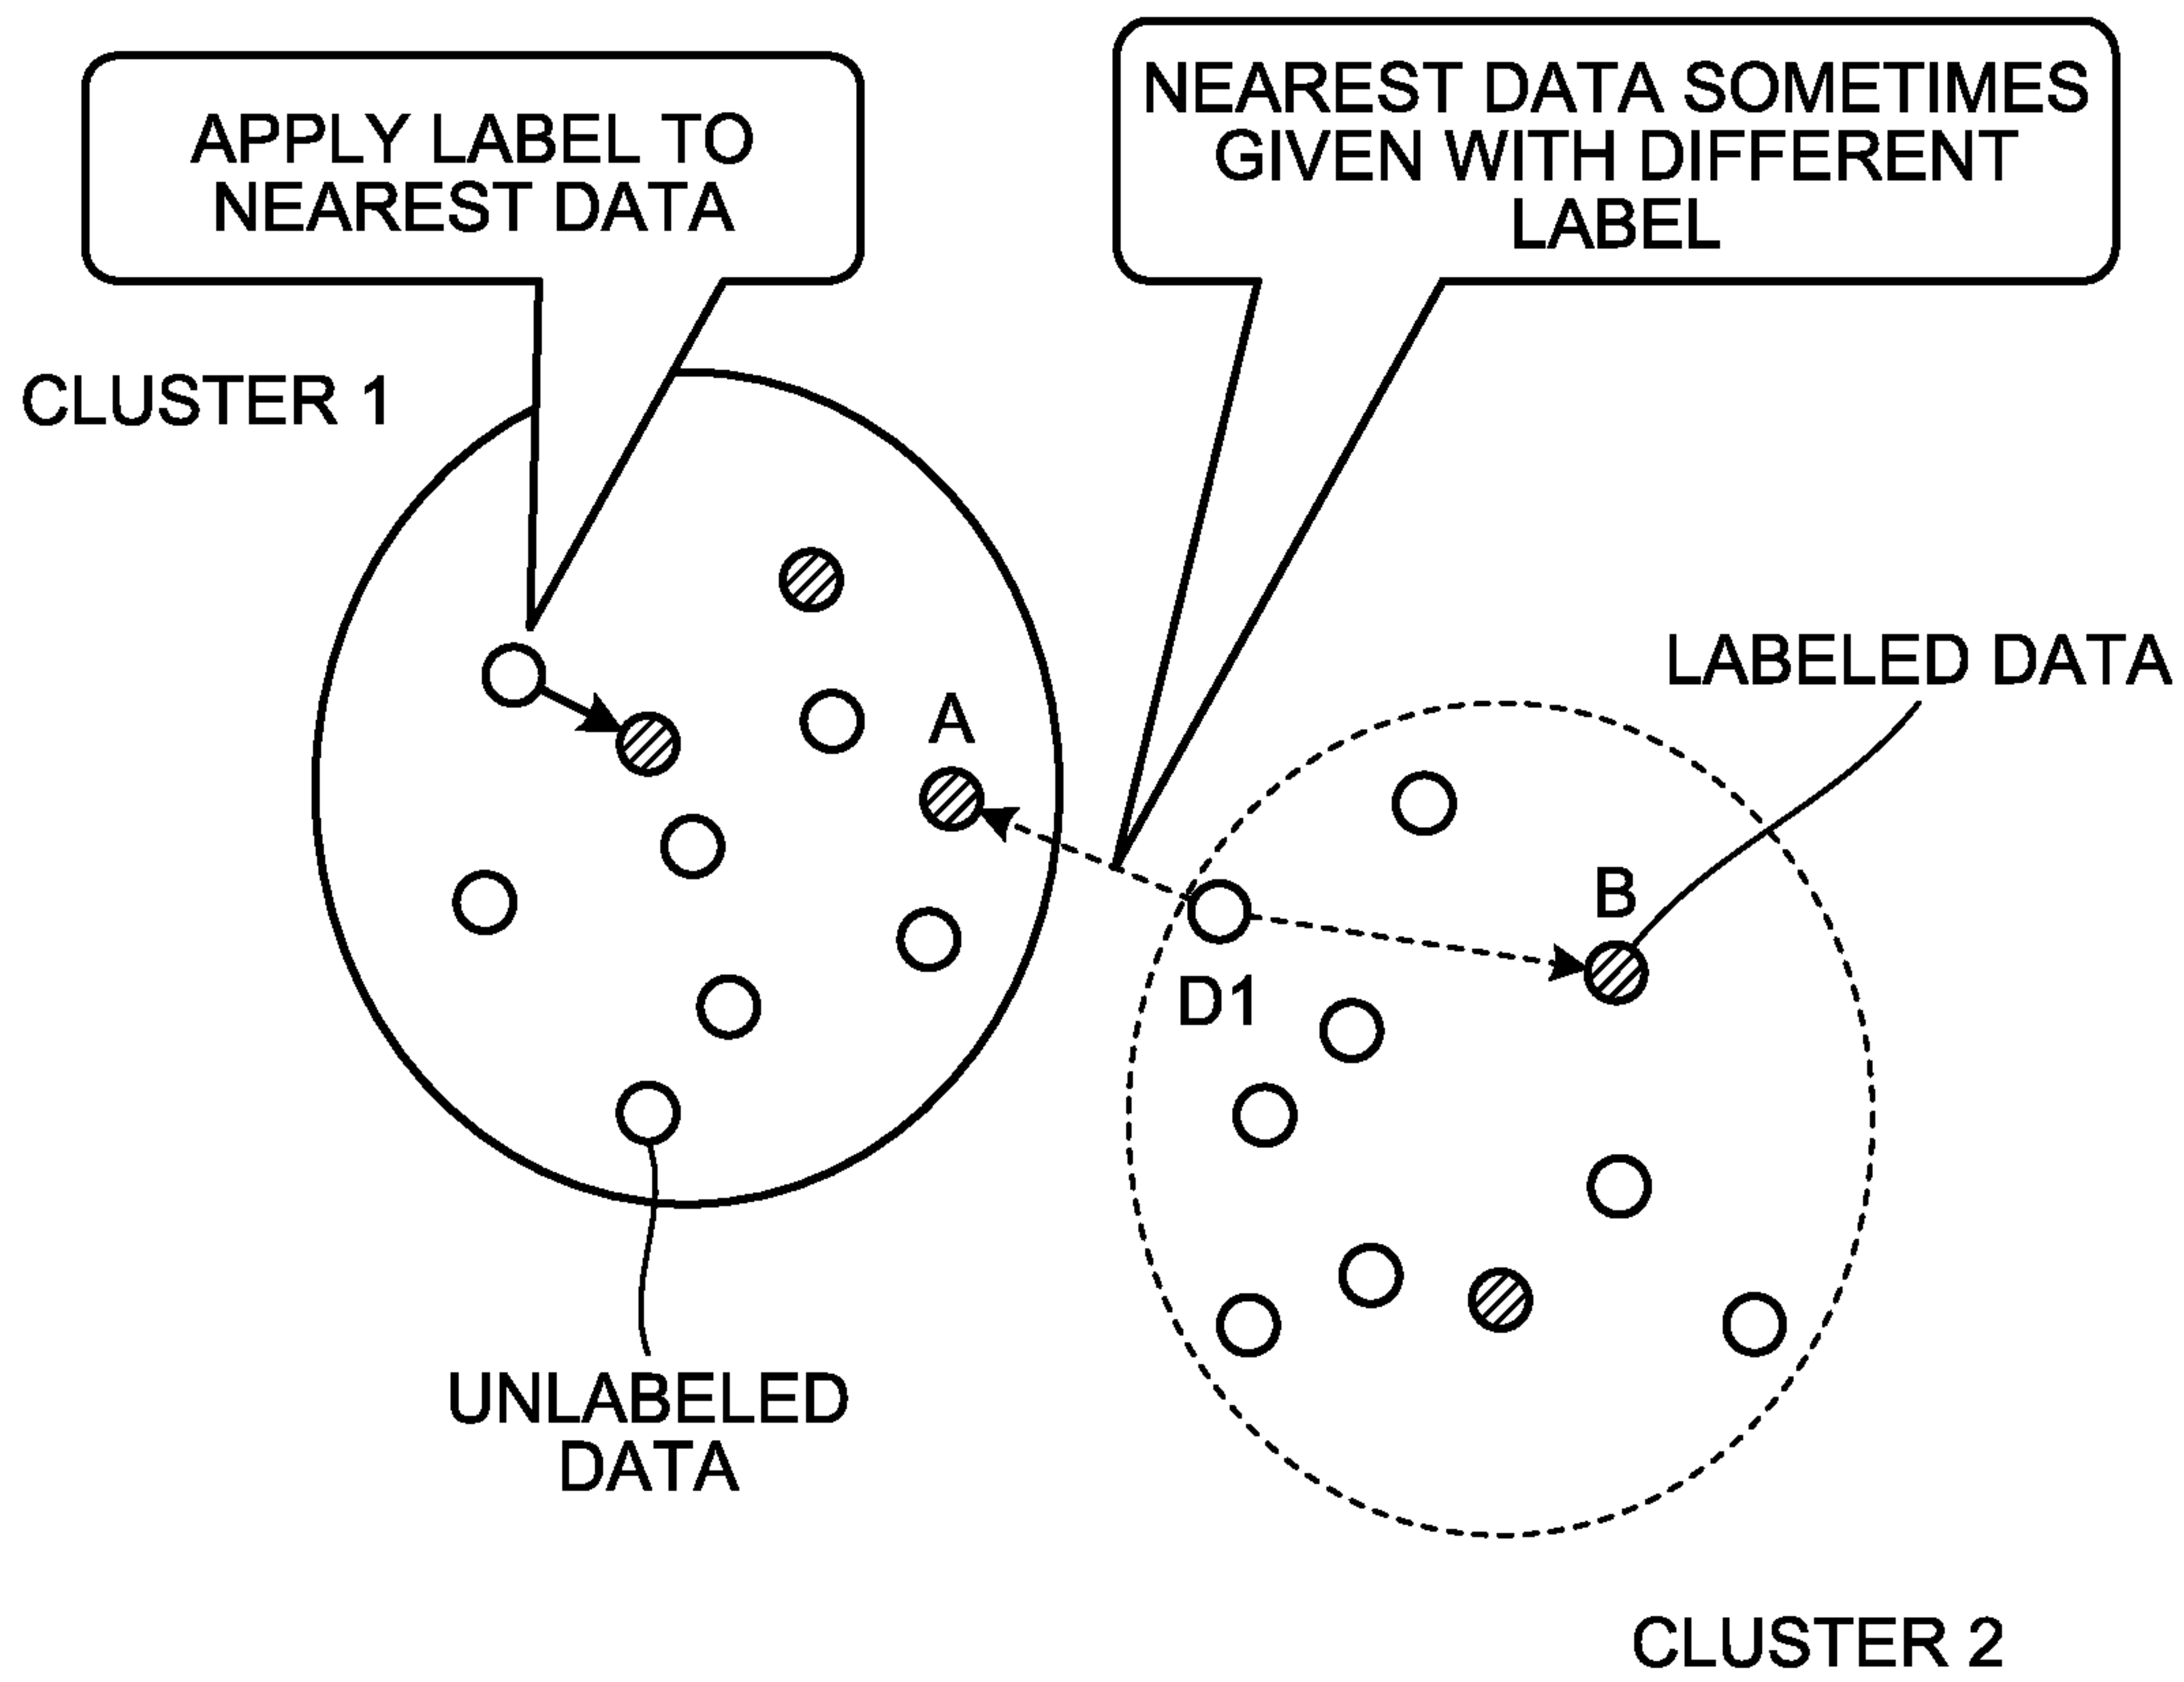 APPLY LABEL TO
NEAREST DATA
NEAREST DATA SOMETIMES
GIVEN WITH DIFFERENT
LABEL
CLUSTER 1
LABELED DATA
A
B
D1
UNLABELED
DATA
CLUSTER 2